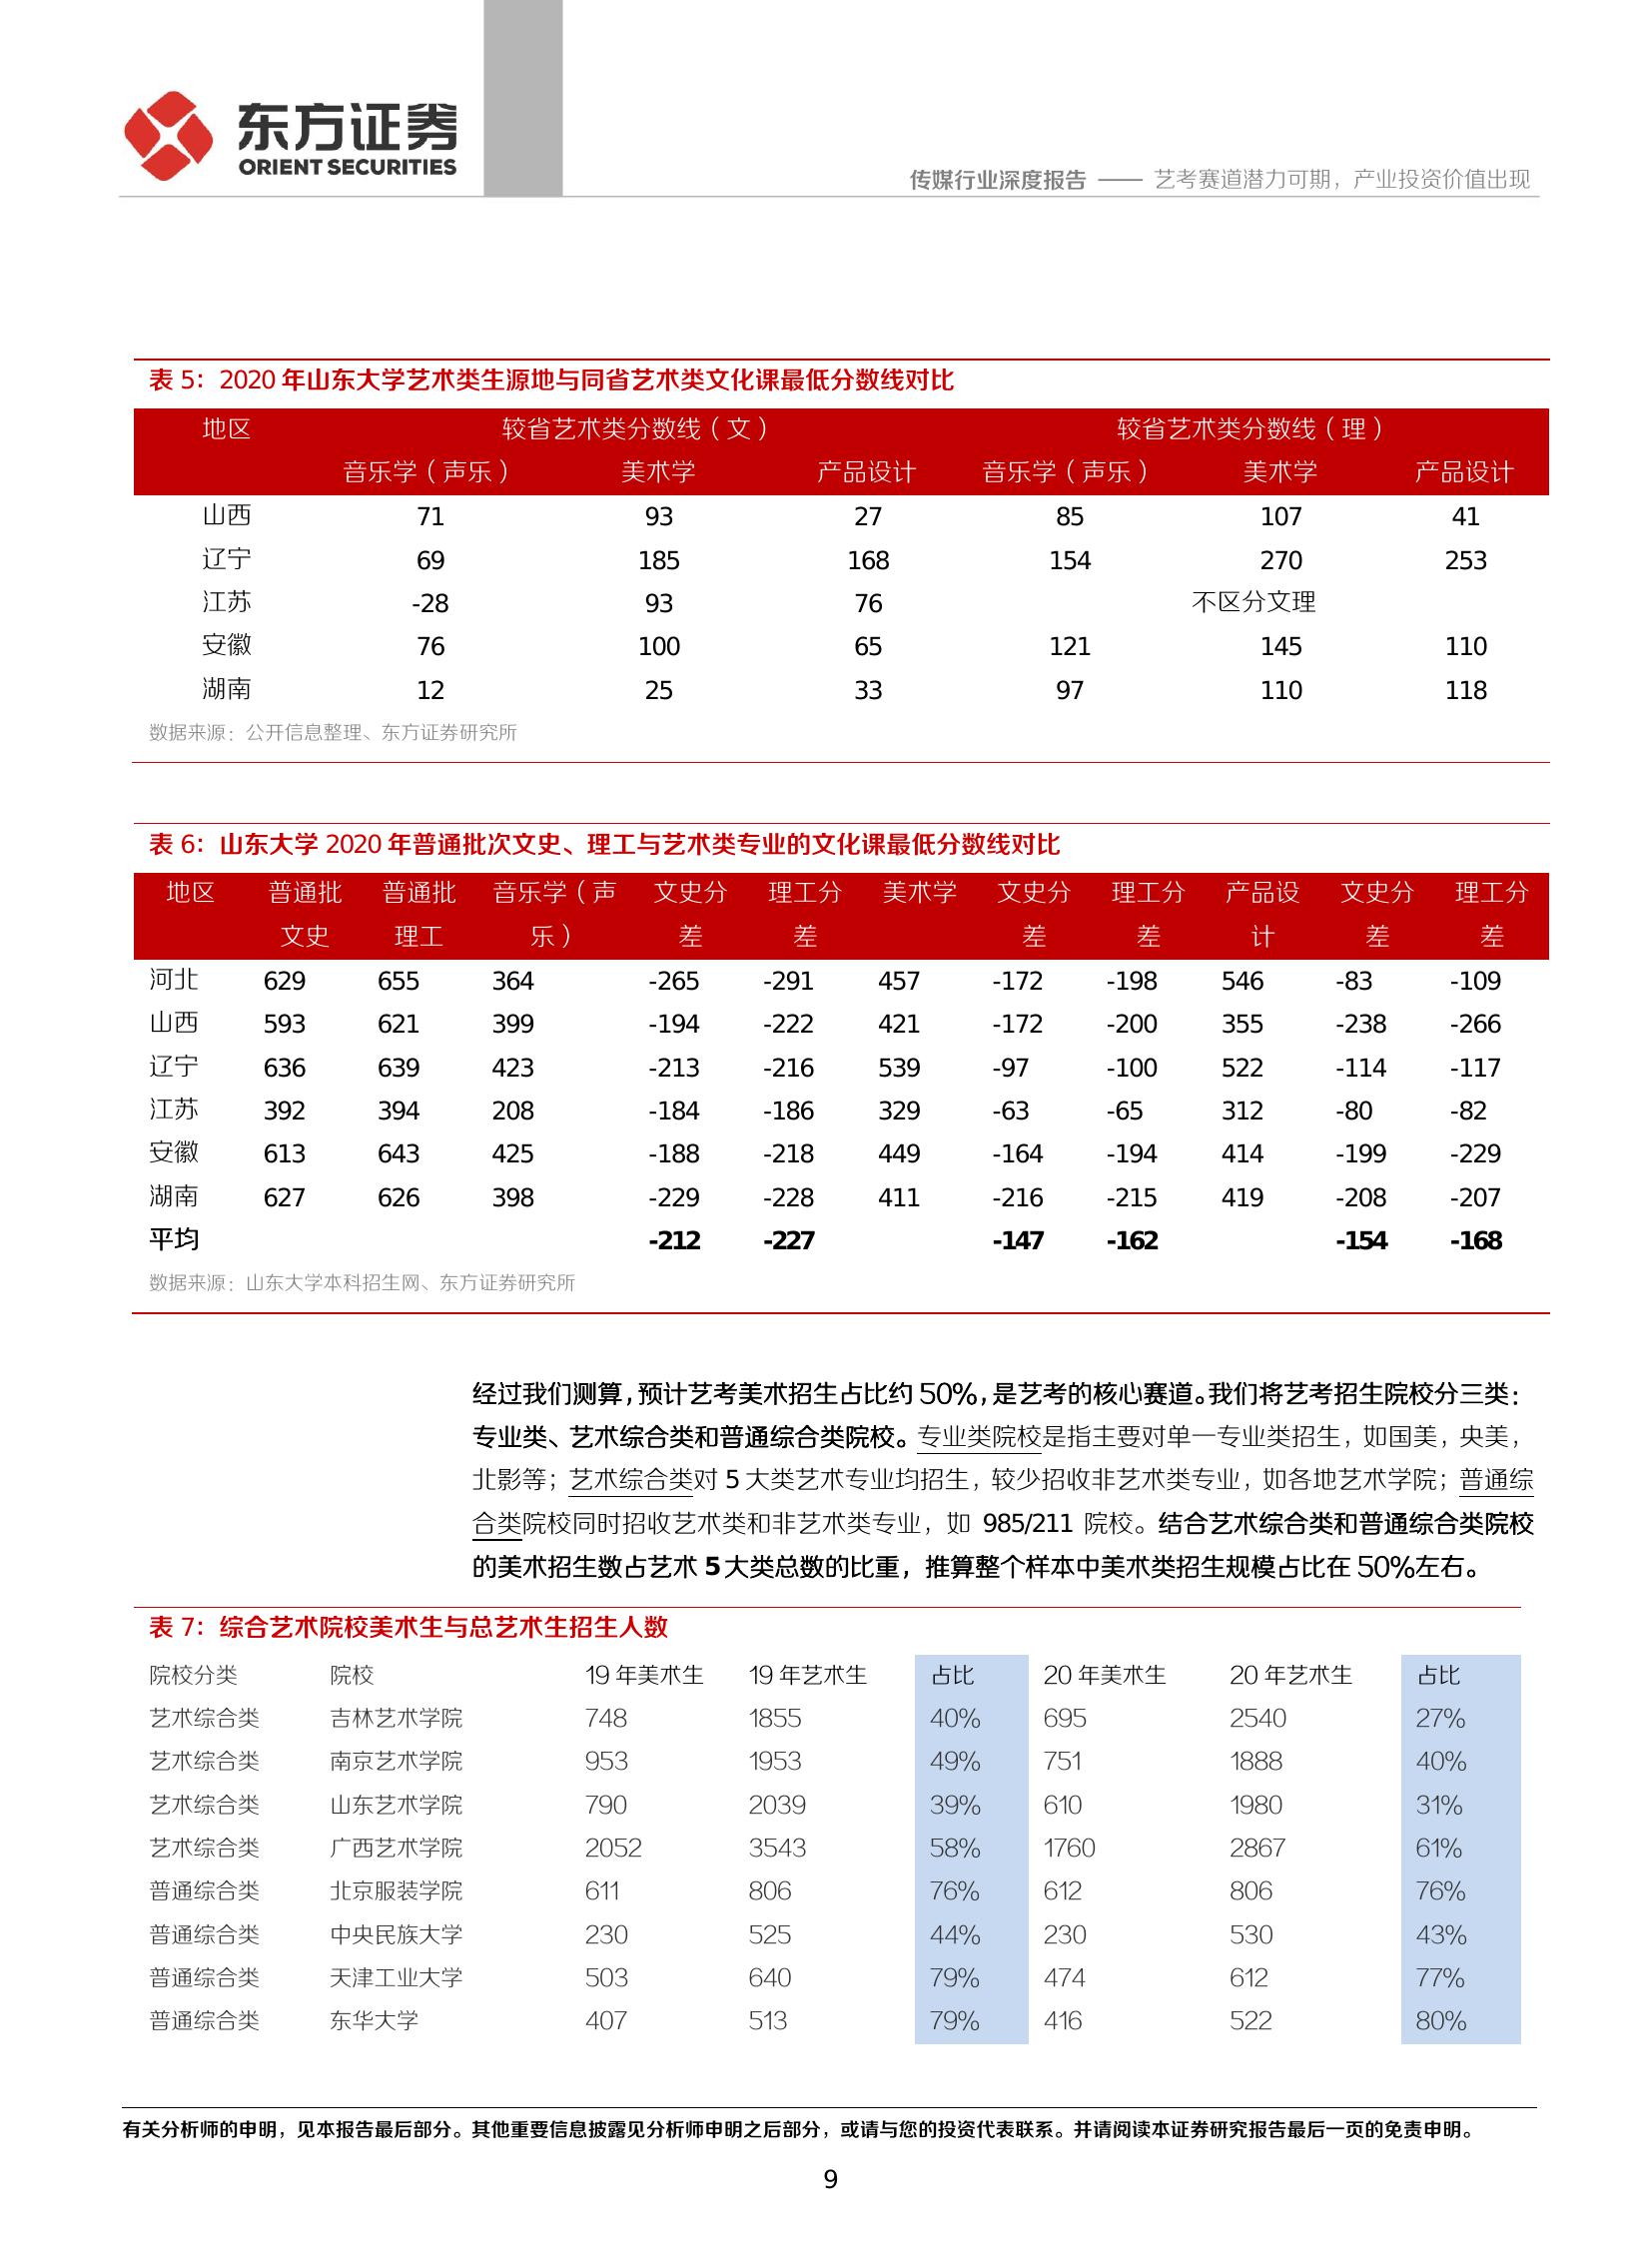 东方证券
ORIENT SECURITIES
传媒行业深度报告 —— 艺考赛道潜力可期，产业投资价值出现
表 5：2020 年山东大学艺术类生源地与同省艺术类文化课最低分数线对比
地区 较省艺术类分数线（文） 较省艺术类分数线（理）
音乐学（声乐） 美术学 产品设计 音乐学（声乐） 美术学 产品设计
山西 71 93 27 85 107 41
辽宁 69 185 168 154 270 253
江苏 -28 93 76 不区分文理
安徽 76 100 65 121 145 110
湖南 12 25 33 97 110 118
数据来源：公开信息整理、东方证券研究所
表 6：山东大学 2020 年普通批次文史、理工与艺术类专业的文化课最低分数线对比
地区 普通批 普通批 音乐学（声 文史分 理工分 美术学 文史分 理工分 产品设 文史分 理工分
文史 理工 乐） 差 差 差 差 计 差 差
河北 629 655 364 -265 -291 457 -172 -198 546 -83 -109
山西 593 621 399 -194 -222 421 -172 -200 355 -238 -266
辽宁 636 639 423 -213 -216 539 -97 -100 522 -114 -117
江苏 392 394 208 -184 -186 329 -63 -65 312 -80 -82
安徽 613 643 425 -188 -218 449 -164 -194 414 -199 -229
湖南 627 626 398 -229 -228 411 -216 -215 419 -208 -207
平均 -212 -227 -147 -162 -154 -168
数据来源：山东大学本科招生网、东方证券研究所
经过我们测算，预计艺考美术招生占比约 50%，是艺考的核心赛道。我们将艺考招生院校分三类：
专业类、艺术综合类和普通综合类院校。专业类院校是指主要对单一专业类招生，如国美，央美，
北影等；艺术综合类对 5 大类艺术专业均招生，较少招收非艺术类专业，如各地艺术学院；普通综
合类院校同时招收艺术类和非艺术类专业，如 985/211 院校。结合艺术综合类和普通综合类院校
的美术招生数占艺术 5 大类总数的比重，推算整个样本中美术类招生规模占比在 50%左右。
表 7：综合艺术院校美术生与总艺术生招生人数
院校分类 院校 19 年美术生 19 年艺术生 占比 20 年美术生 20 年艺术生 占比
艺术综合类 吉林艺术学院 748 1855 40% 695 2540 27%
艺术综合类 南京艺术学院 953 1953 49% 751 1888 40%
艺术综合类 山东艺术学院 790 2039 39% 610 1980 31%
艺术综合类 广西艺术学院 2052 3543 58% 1760 2867 61%
普通综合类 北京服装学院 611 806 76% 612 806 76%
普通综合类 中央民族大学 230 525 44% 230 530 43%
普通综合类 天津工业大学 503 640 79% 474 612 77%
普通综合类 东华大学 407 513 79% 416 522 80%
有关分析师的申明，见本报告最后部分。其他重要信息披露见分析师申明之后部分，或请与您的投资代表联系。并请阅读本证券研究报告最后一页的免责申明。
9